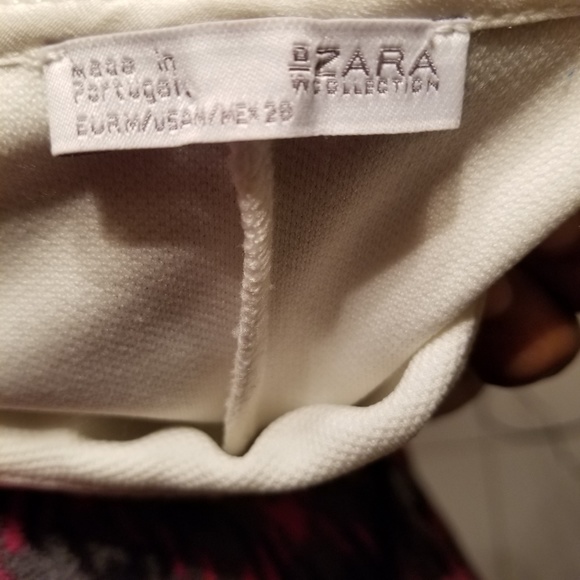 Made in
Portugal
EUR M/USA M/MEX 28
ZARA
W&B COLLECTION